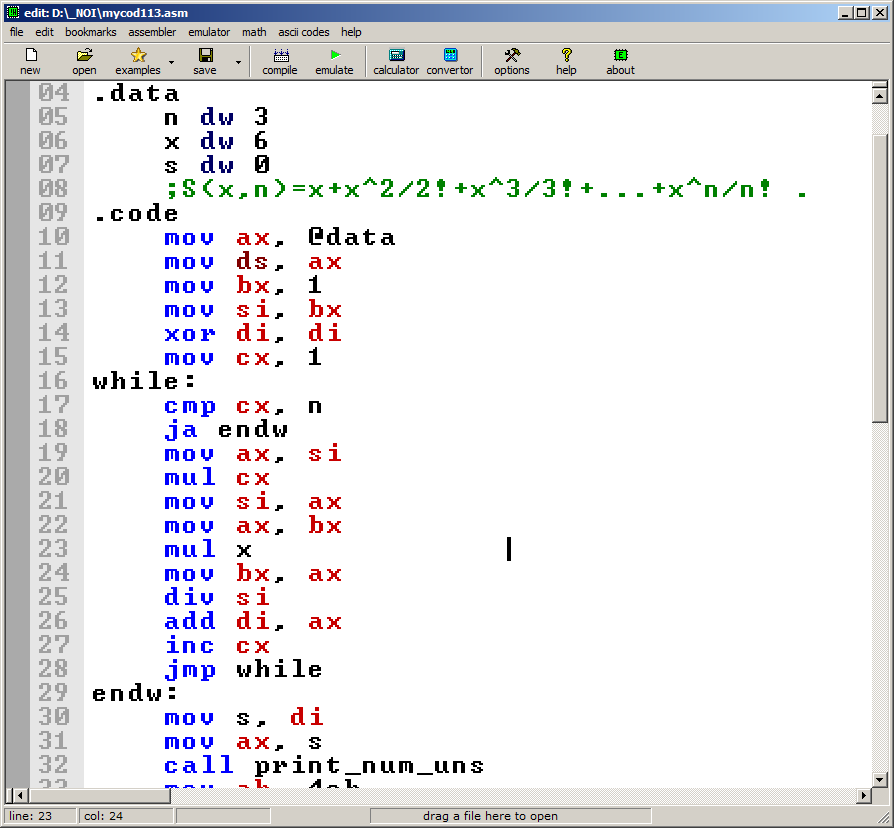 edit: D:\_NOI\mycod113.asm
file edit bookmarks assembler emulator math ascii codes help
new open examples save compile emulate calculator convertor options help about
04 .data
05 n dw 3
06 x dw 6
07 s dw 0
08 ;S(x,n)=x+x^2/2!+x^3/3!+...+x^n/n! .
09 .code
10 mov ax, @data
11 mov ds, ax
12 mov bx, 1
13 mov si, bx
14 xor di, di
15 mov cx, 1
16 while:
17 cmp cx, n
18 ja endw
19 mov ax, si
20 mul cx
21 mov si, ax
22 mov ax, bx
23 mul x
24 mov bx, ax
25 div si
26 add di, ax
27 inc cx
28 jmp while
29 endw:
30 mov s, di
31 mov ax, s
32 call print_num_uns
33 mov ah, 4ch
line: 23 col: 24 drag a file here to open